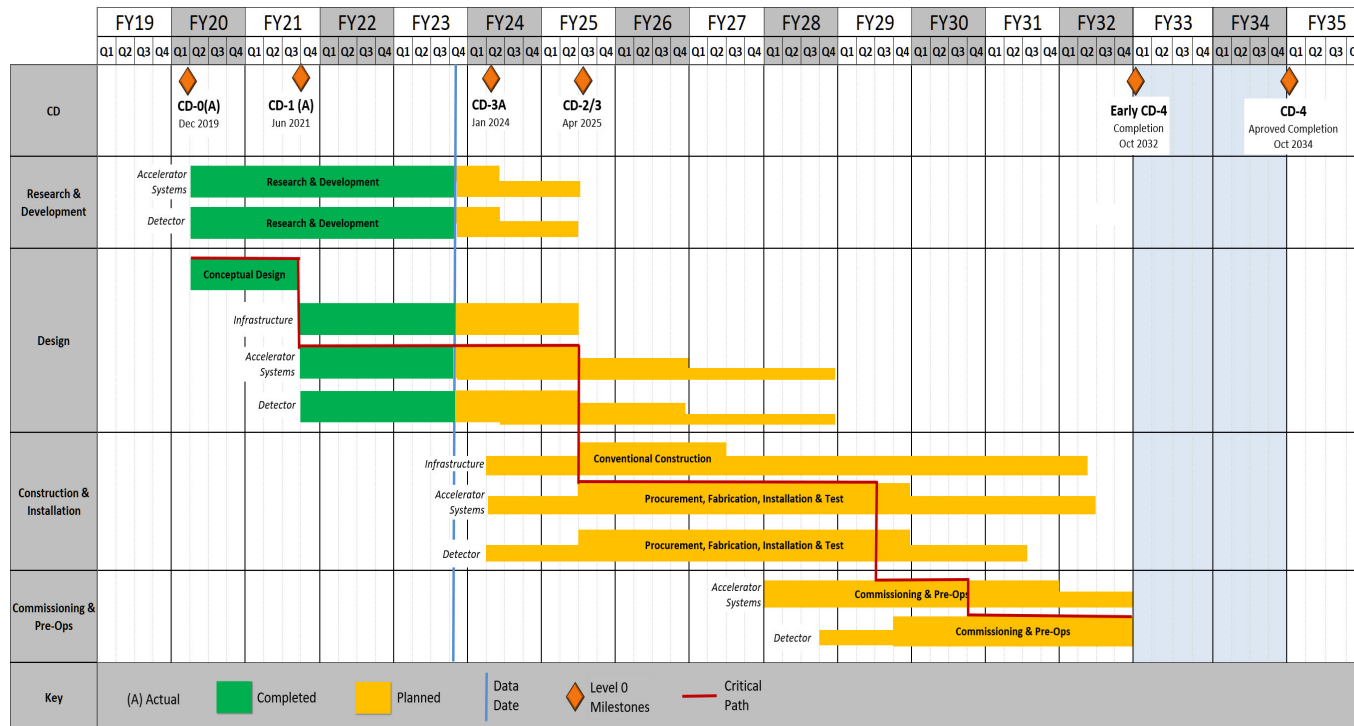 FY19 FY20 FY21 FY22 FY23 FY24 FY25 FY26 FY27 FY28 FY29 FY30 FY31 FY32 FY33 FY34 FY35
Q1 Q2 Q3 Q4 Q1 Q2 Q3 Q4 Q1 Q2 Q3 Q4 Q1 Q2 Q3 Q4 Q1 Q2 Q3 Q4 Q1 Q2 Q3 Q4 Q1 Q2 Q3 Q4 Q1 Q2 Q3 Q4 Q1 Q2 Q3 Q4 Q1 Q2 Q3 Q4 Q1 Q2 Q3 Q4 Q1 Q2 Q3 Q4 Q1 Q2 Q3 Q4 Q1 Q2 Q3 Q4 Q1 Q2 Q3 Q4 Q1 Q2 Q3 Q4 Q1 Q2 Q3
CD
CD-0(A)
Dec 2019
CD-1 (A)
Jun 2021
CD-3A
Jan 2024
CD-2/3
Apr 2025
Early CD-4
Completion
Oct 2032
CD-4
Aproved Completion
Oct 2034
Research &
Development
Accelerator
Systems
Research & Development
Detector
Research & Development
Design
Conceptual Design
Infrastructure
Accelerator
Systems
Detector
Construction &
Installation
Infrastructure
Conventional Construction
Accelerator
Systems
Procurement, Fabrication, Installation & Test
Detector
Procurement, Fabrication, Installation & Test
Commissioning &
Pre-Ops
Accelerator
Systems
Commissioning & Pre-Ops
Detector
Commissioning & Pre-Ops
Key
(A) Actual
Completed
Planned
Data
Date
Level 0
Milestones
Critical
Path